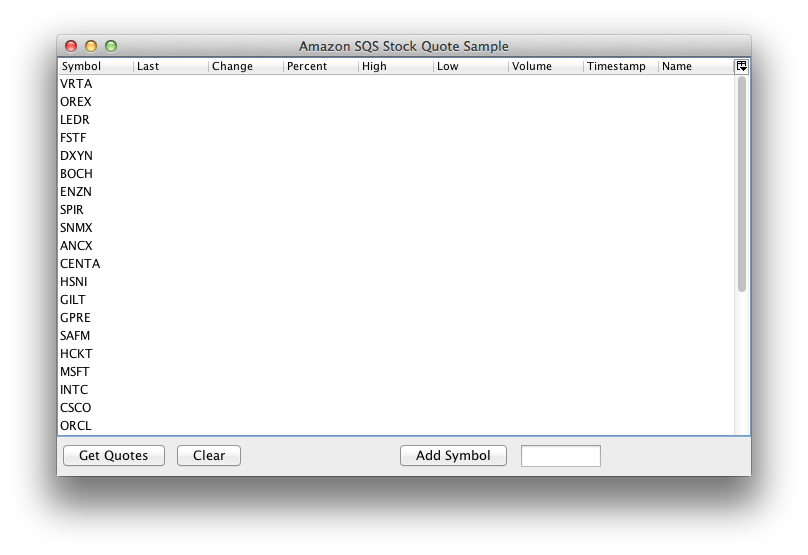 Amazon SQS Stock Quote Sample
Symbol Last Change Percent High Low Volume Timestamp Name
VRTA
OREX
LEDR
FSTF
DXYN
BOCH
ENZN
SPIR
SNMX
ANCX
CENTA
HSNI
GILT
GPRE
SAFM
HCKT
MSFT
INTC
CSCO
ORCL
Get Quotes Clear Add Symbol